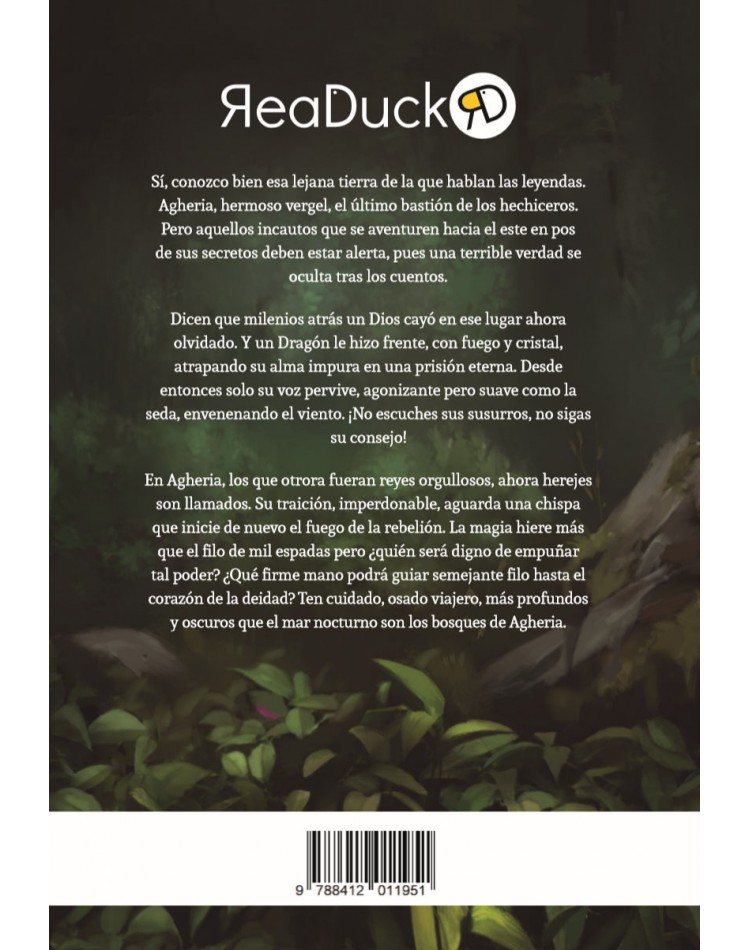 ReaDuck
Sí, conozco bien esa lejana tierra de la que hablan las leyendas.
Agheria, hermoso vergel, el último bastión de los hechiceros.
Pero aquellos incautos que se aventuren hacia el este en pos
de sus secretos deben estar alerta, pues una terrible verdad se
oculta tras los cuentos.
Dicen que milenios atrás un Dios cayó en ese lugar ahora
olvidado. Y un Dragón le hizo frente, con fuego y cristal,
atrapando su alma impura en una prisión eterna. Desde
entonces solo su voz pervive, agonizante pero suave como la
seda, envenenando el viento. ¡No escuches sus susurros, no sigas
su consejo!
En Agheria, los que otrora fueran reyes orgullosos, ahora herejes
son llamados. Su traición, imperdonable, aguarda una chispa
que inicie de nuevo el fuego de la rebelión. La magia hiere más
que el filo de mil espadas pero ¿quién será digno de empuñar
tal poder? ¿Qué firme mano podrá guiar semejante filo hasta el
corazón de la deidad? Ten cuidado, osado viajero, más profundos
y oscuros que el mar nocturno son los bosques de Agheria.
9 788412 011951